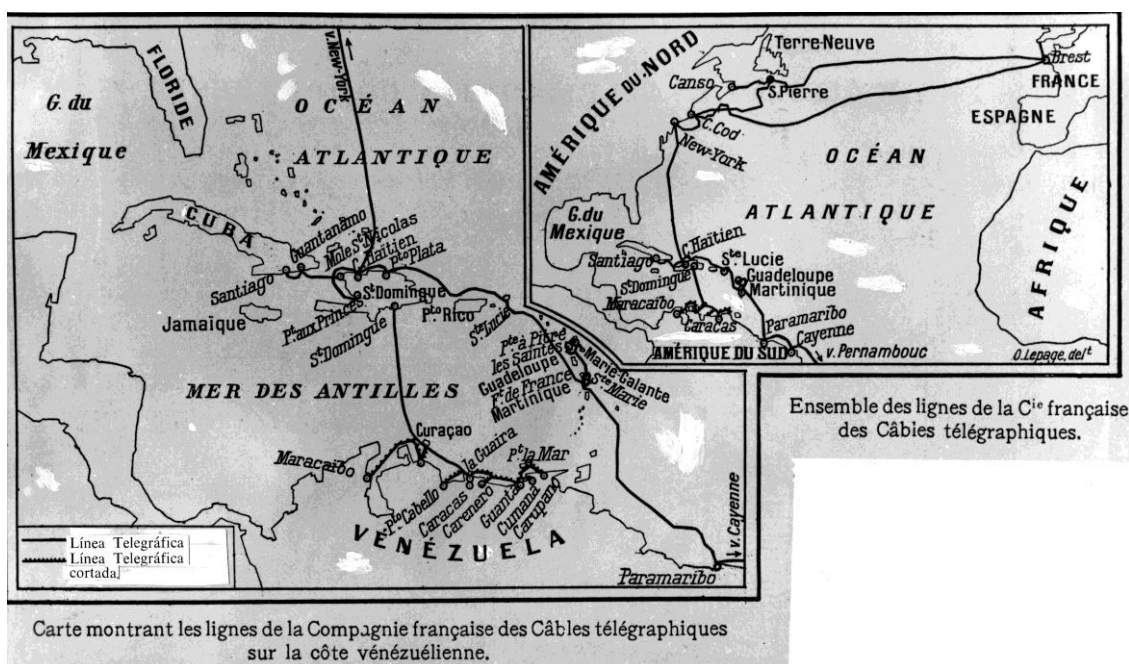 v. New-York
G. du
Mexique
FLORIDE
OCÉAN
ATLANTIQUE
CUBA
Guantanãmo
Mole St Nicolas
C. Haïtien
Pto Plata
Santiago
Jamaïque
Pt aux Princes
St Domingue
St Domingue
Pto Rico
Ste Lucie
Pte à Pitre
les Saintes
Guadeloupe
Marie-Galante
Ft de France
Martinique
Ste Marie
MER DES ANTILLES
Maracaïbo
Curaçao
Pto Cabello
la Guaira
Caracas
Carenero
Guanta
Pt la Mar
Cumana
Carupano
VÉNÉZUELA
v. Cayenne
Paramaribo
Línea Telegráfica
Línea Telegráfica
cortada
AMÉRIQUE DU NORD
Terre-Neuve
Canso
S. Pierre
Brest
FRANCE
ESPAGNE
C. Cod
New-York
OCÉAN
ATLANTIQUE
AFRIQUE
G. du
Mexique
C. Haïtien
Santiago
St Domingue
Ste Lucie
Guadeloupe
Martinique
Maracaïbo
Caracas
Paramaribo
Cayenne
AMÉRIQUE DU SUD
v. Pernambouc
O. Lepage, delt
Ensemble des lignes de la Cie française
des Câbles télégraphiques.
Carte montrant les lignes de la Compagnie française des Câbles télégraphiques
sur la côte vénézuélienne.